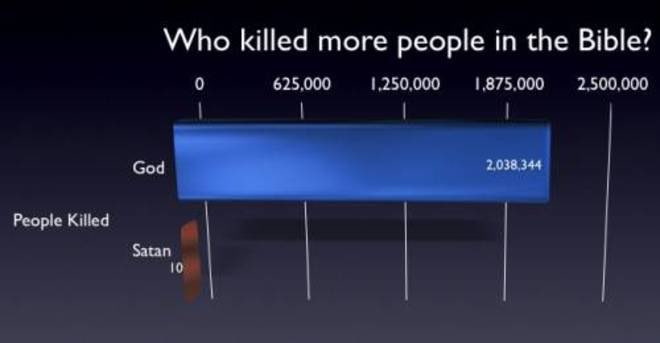 Who killed more people in the Bible?
0 625,000 1,250,000 1,875,000 2,500,000
God 2,038,344
People Killed
Satan
10